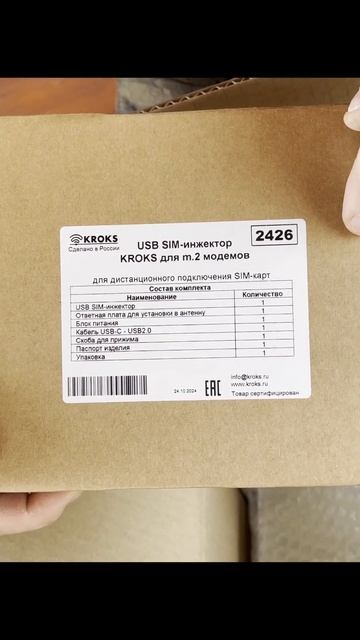 KROKS
Сделано в России
USB SIM-инжектор
KROKS для m.2 модемов
2426
для дистанционного подключения SIM-карт
Состав комплекта
Наименование Количество
USB SIM-инжектор 1
Ответная плата для установки в антенну 1
Блок питания 1
Кабель USB-C - USB2.0 1
Скоба для прижима 1
Паспорт изделия 1
Упаковка 1
24.10.2024
EAC
info@kroks.ru
www.kroks.ru
Товар сертифицирован